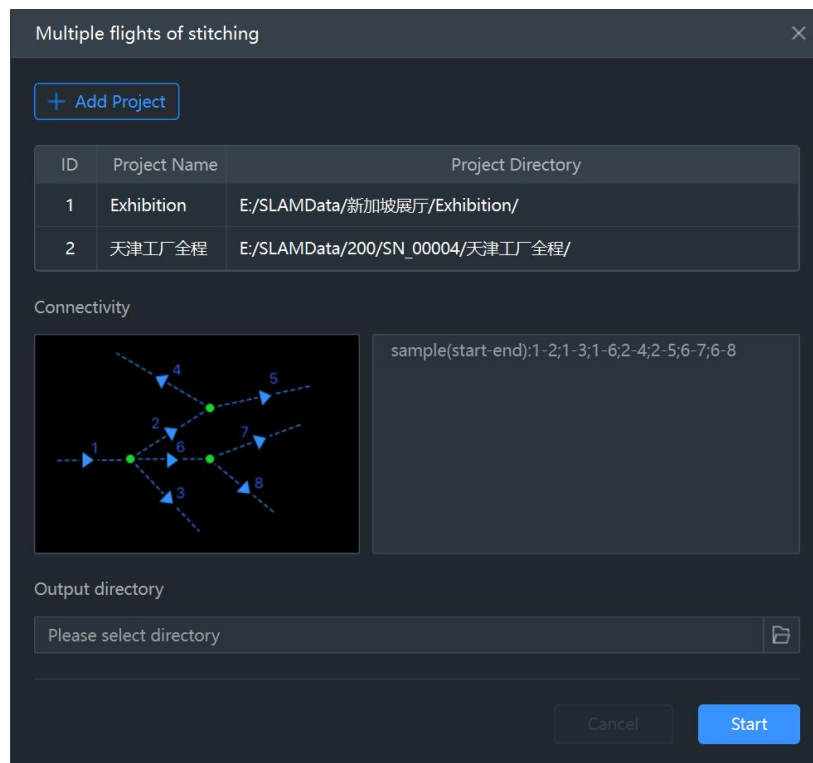 Multiple flights of stitching
Add Project
ID Project Name Project Directory
1 Exhibition E:/SLAMData/新加坡展厅/Exhibition/
2 天津工厂全程 E:/SLAMData/200/SN_00004/天津工厂全程/
Connectivity
sample(start-end):1-2;1-3;1-6;2-4;2-5;6-7;6-8
4
5
2
7
1
6
3
8
Output directory
Please select directory
Cancel Start